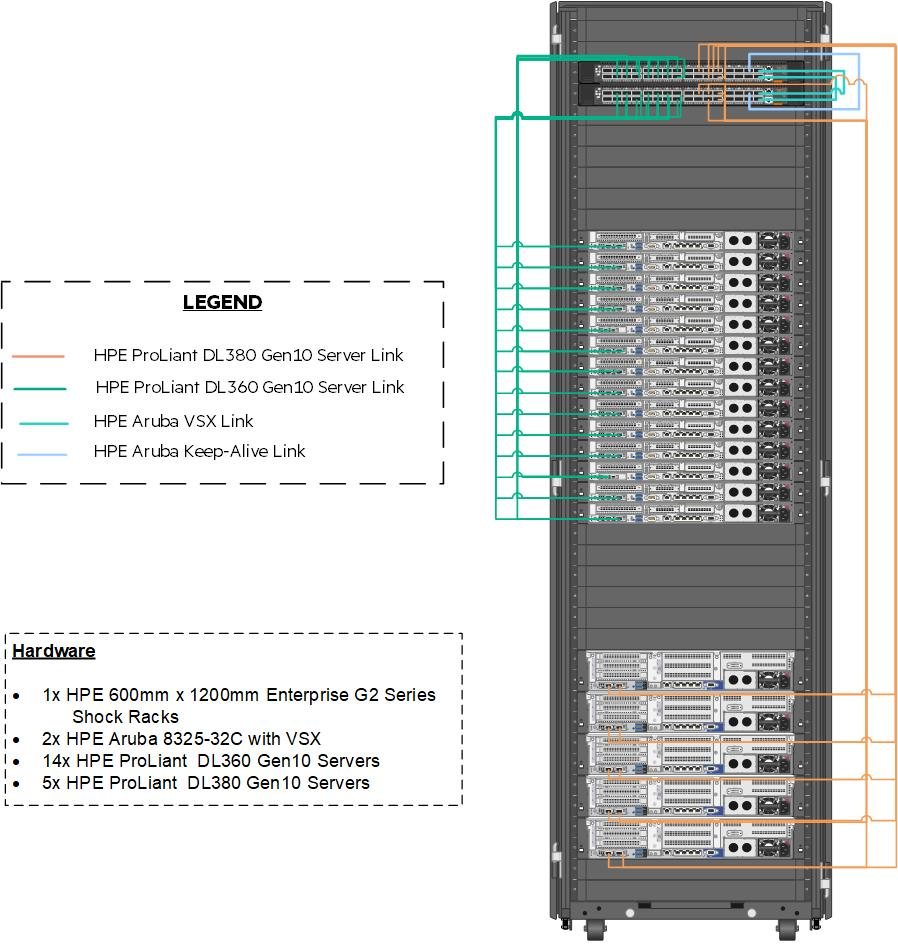 LEGEND
HPE ProLiant DL380 Gen10 Server Link
HPE ProLiant DL360 Gen10 Server Link
HPE Aruba VSX Link
HPE Aruba Keep-Alive Link
Hardware
• 1x HPE 600mm x 1200mm Enterprise G2 Series
Shock Racks
• 2x HPE Aruba 8325-32C with VSX
• 14x HPE ProLiant DL360 Gen10 Servers
• 5x HPE ProLiant DL380 Gen10 Servers